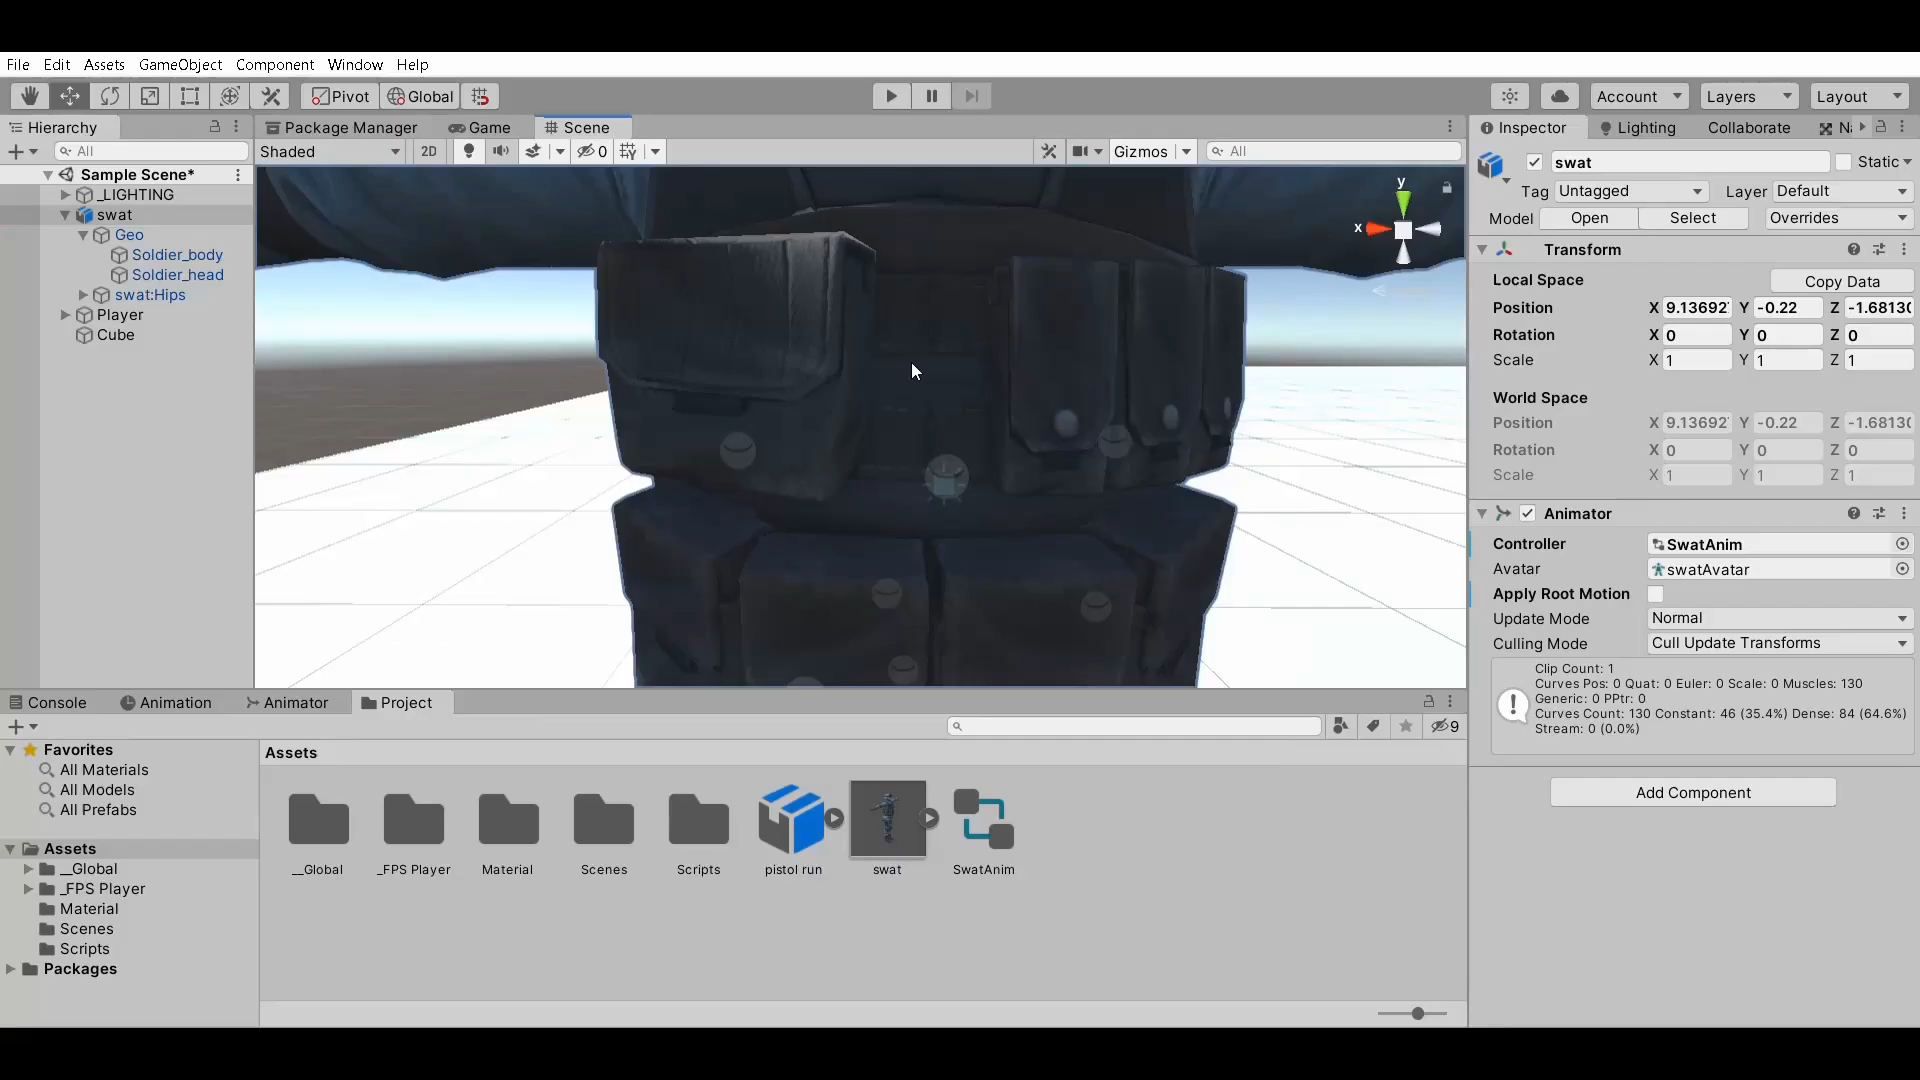 File Edit Assets GameObject Component Window Help
Pivot Global Account Layers Layout
Hierarchy Package Manager Game Scene Inspector Lighting Collaborate
All Shaded 2D 0 Gizmos All swat Static
Sample Scene*
_LIGHTING
swat
Geo
Soldier_body
Soldier_head
swat:Hips
Player
Cube
y
x
Tag Untagged Layer Default
Model Open Select Overrides
Transform
Local Space Copy Data
Position X 9.13692 Y -0.22 Z -1.6813
Rotation X 0 Y 0 Z 0
Scale X 1 Y 1 Z 1
World Space
Position X 9.13692 Y -0.22 Z -1.6813
Rotation X 0 Y 0 Z 0
Scale X 1 Y 1 Z 1
Animator
Controller SwatAnim
Avatar swatAvatar
Apply Root Motion
Update Mode Normal
Culling Mode Cull Update Transforms
Clip Count: 1
Curves Pos: 0 Quat: 0 Euler: 0 Scale: 0 Muscles: 130
Generic: 0 PPtr: 0
Curves Count: 130 Constant: 46 (35.4%) Dense: 84 (64.6%)
Stream: 0 (0.0%)
Add Component
Console Animation Animator Project
9
Favorites
All Materials
All Models
All Prefabs
Assets
__Global
_FPS Player
Material
Scenes
Scripts
Packages
Assets
__Global _FPS Player Material Scenes Scripts pistol run swat SwatAnim